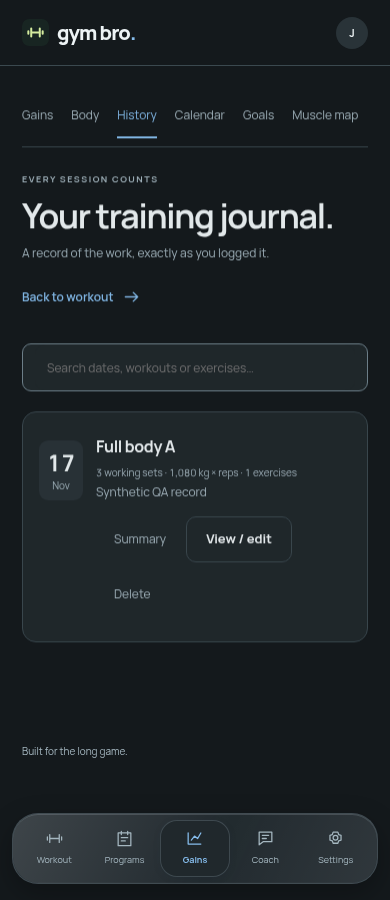 gym bro.
J
Gains Body History Calendar Goals Muscle map
EVERY SESSION COUNTS
Your training journal.
A record of the work, exactly as you logged it.
Back to workout →
Search dates, workouts or exercises...
17
Nov
Full body A
3 working sets · 1,080 kg × reps · 1 exercises
Synthetic QA record
Summary View / edit
Delete
Built for the long game.
Workout Programs Gains Coach Settings